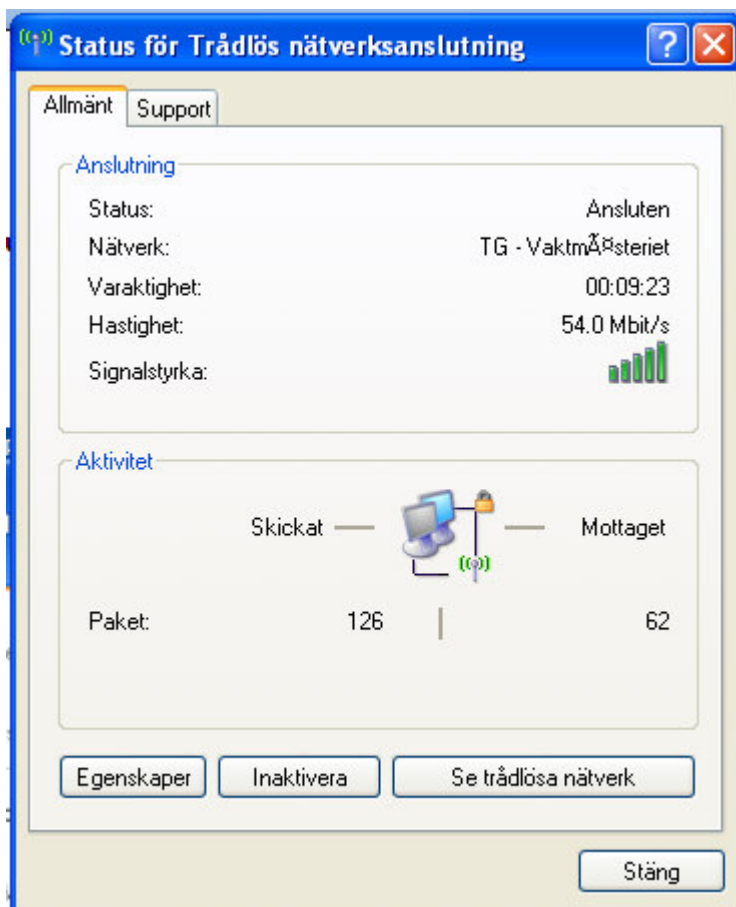 Status för Trådlös nätverksanslutning
Allmänt Support
Anslutning
Status: Ansluten
Nätverk: TG - VaktmÃ¤steriet
Varaktighet: 00:09:23
Hastighet: 54.0 Mbit/s
Signalstyrka:
Aktivitet
Skickat Mottaget
Paket: 126 62
Egenskaper Inaktivera Se trådlösa nätverk
Stäng